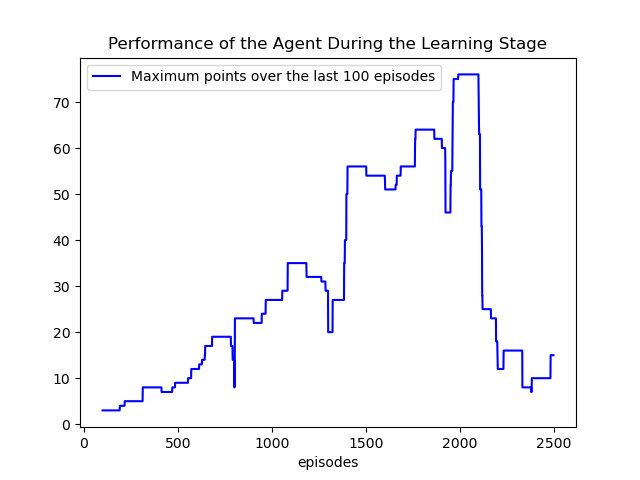 Performance of the Agent During the Learning Stage
Maximum points over the last 100 episodes
70
60
50
40
30
20
10
0
0 500 1000 1500 2000 2500
episodes